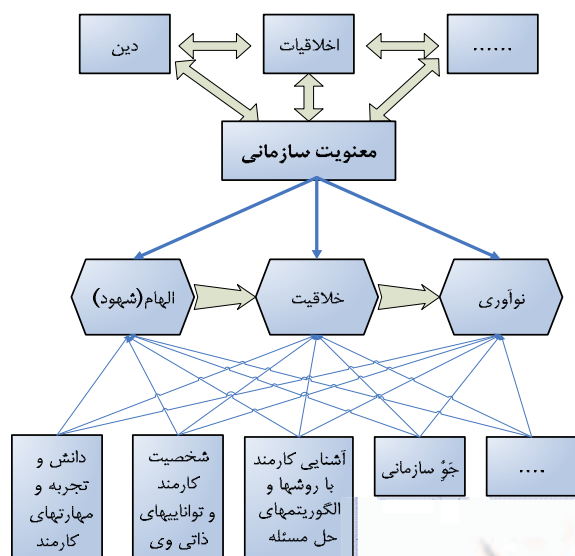 دین
اخلاقیات
......
معنویت سازمانی
الهام(شهود)
خلاقیت
نوآوری
دانش و
تجربه و
مهارتهای
کارمند
شخصیت
کارمند
و تواناییهای
ذاتی وی
آشنایی کارمند
با روشها و
الگوریتمهای
حل مسئله
جَوِّ سازمانی
....